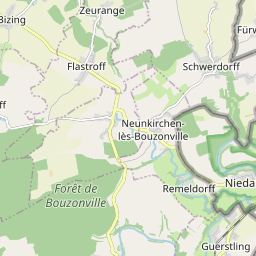 Zeurange
Bizing
Flastroff
Schwerdorff
Neunkirchen-
lès-Bouzonville
Remeldorff
Forêt de
Bouzonville
Guerstling